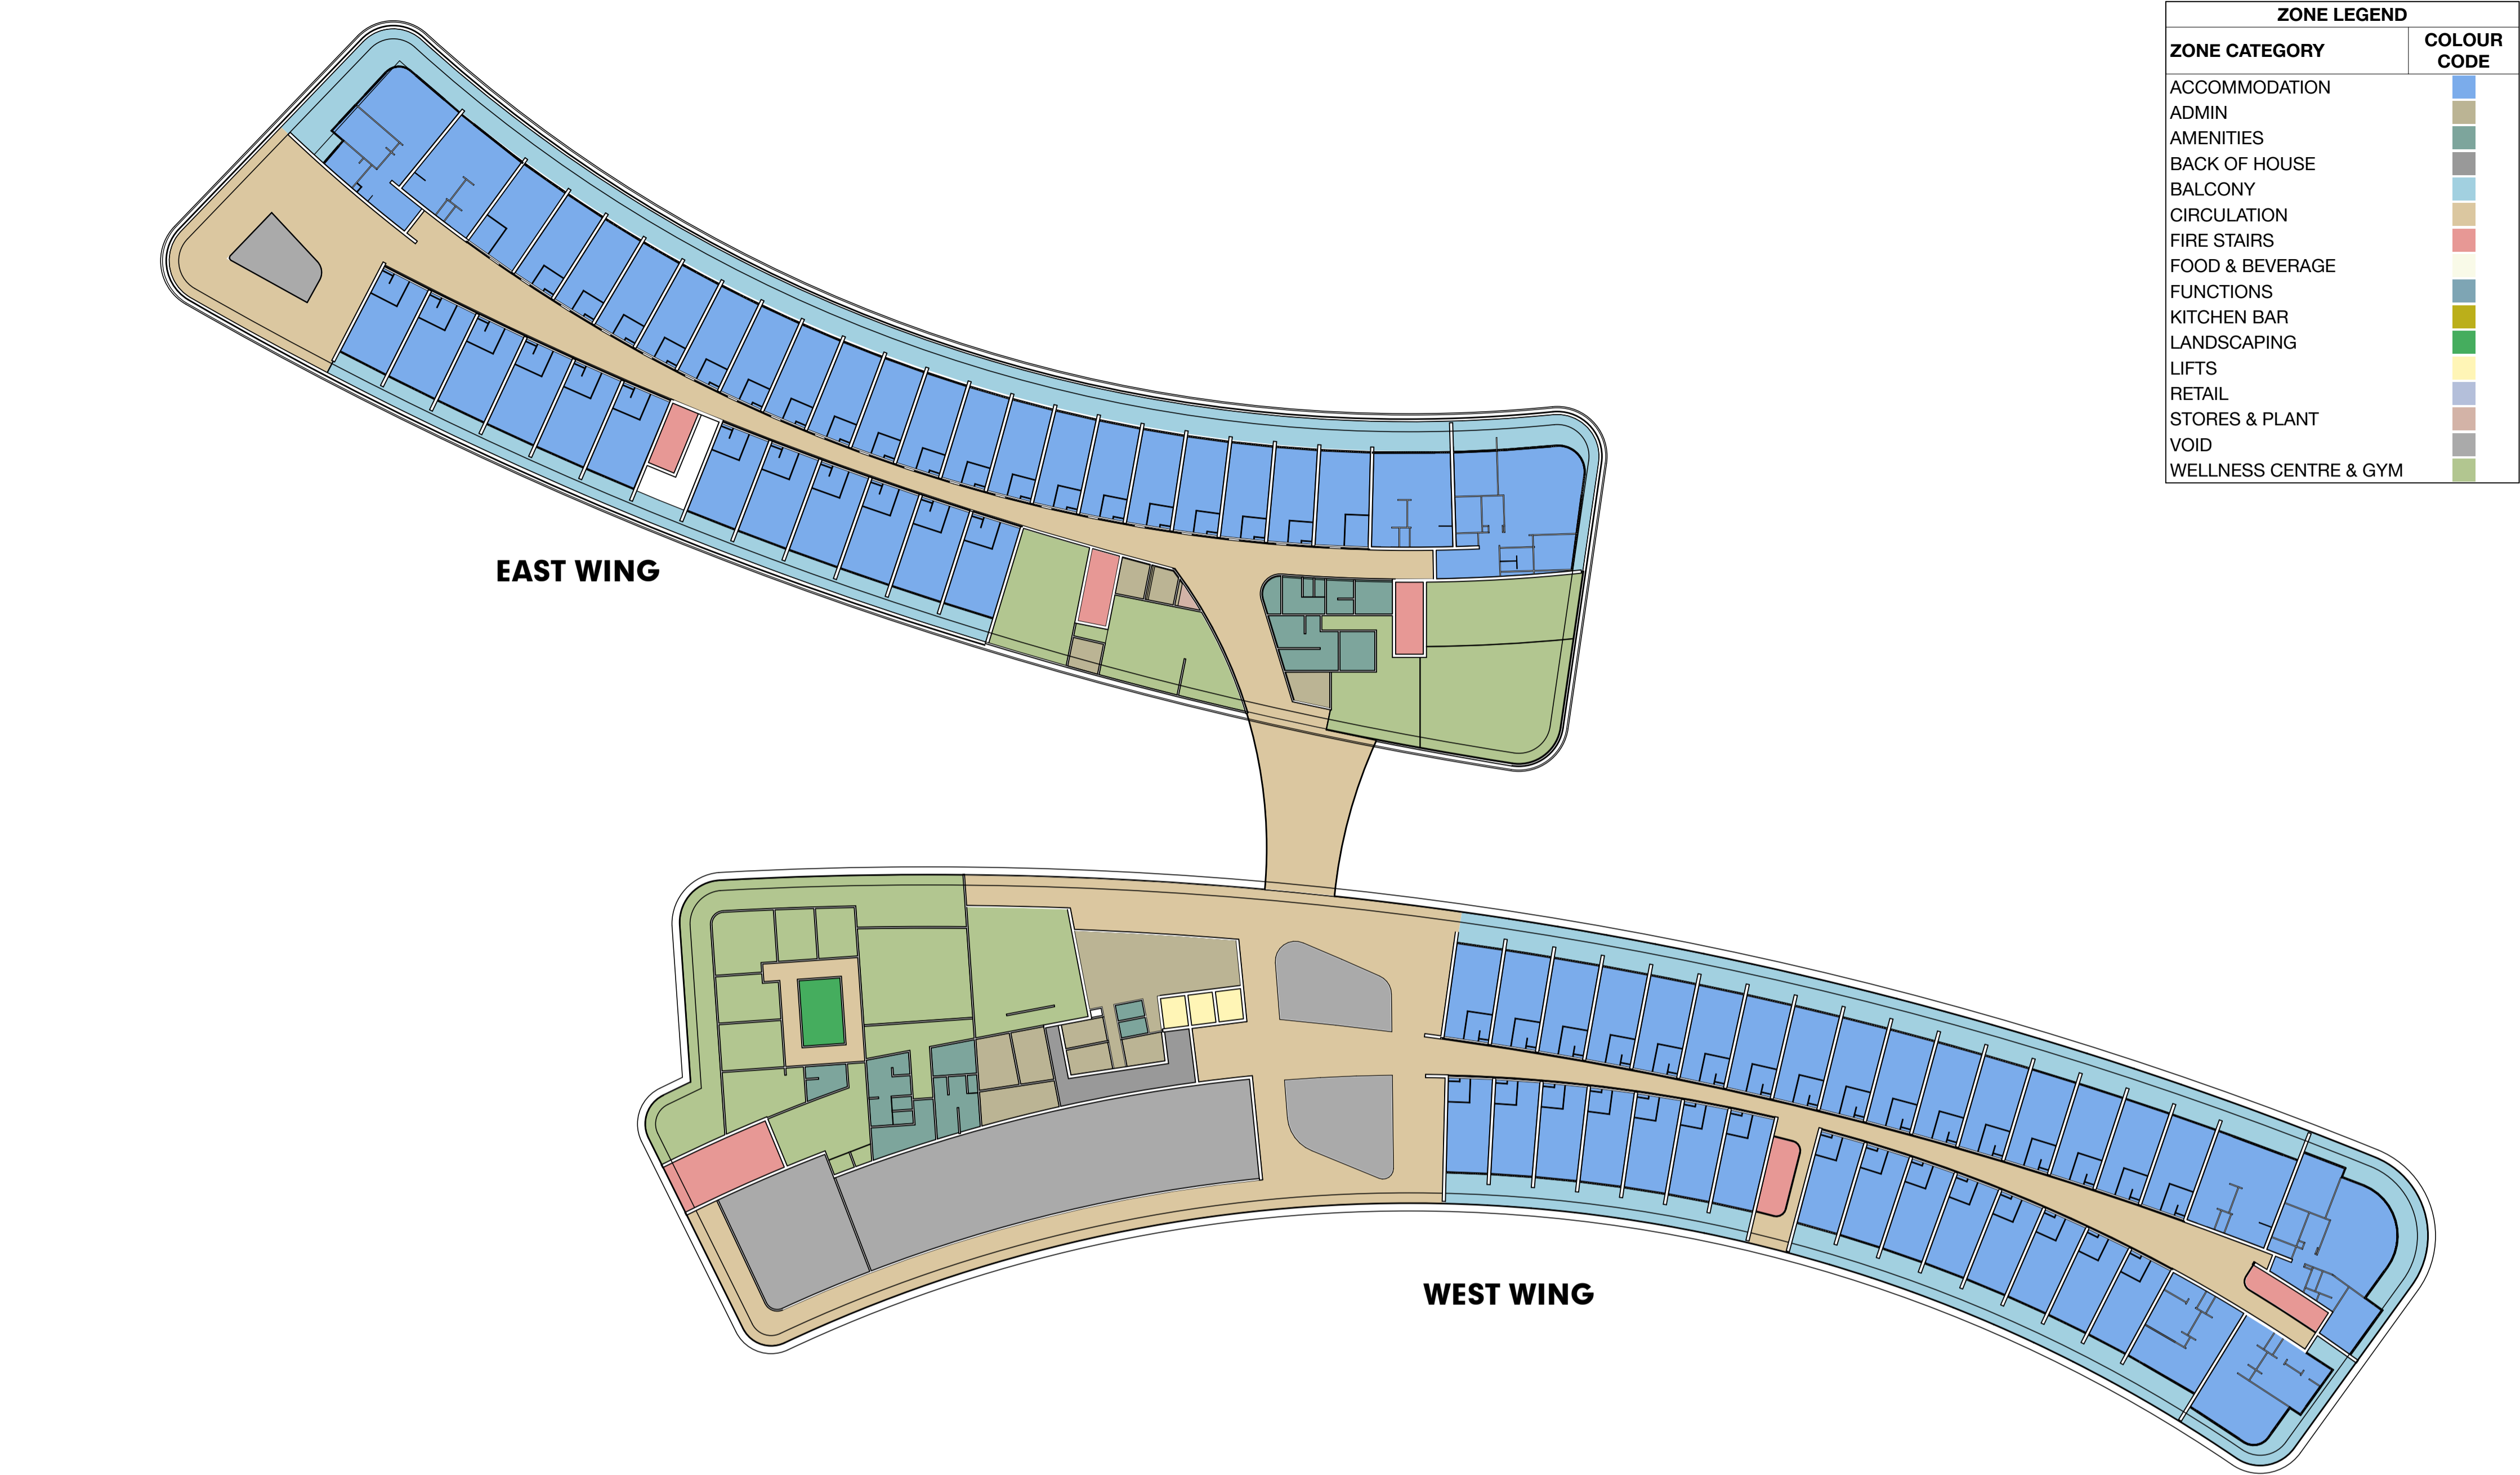 ZONE LEGEND
ZONE CATEGORY
COLOUR
CODE
ACCOMMODATION
ADMIN
AMENITIES
BACK OF HOUSE
BALCONY
CIRCULATION
FIRE STAIRS
FOOD & BEVERAGE
FUNCTIONS
KITCHEN BAR
LANDSCAPING
LIFTS
RETAIL
STORES & PLANT
VOID
WELLNESS CENTRE & GYM
EAST WING
WEST WING